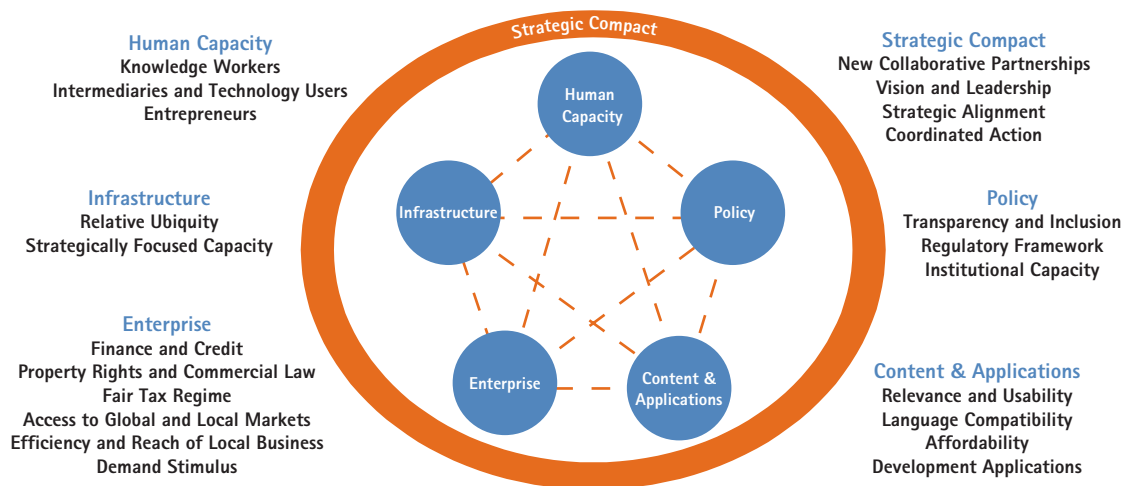 Strategic Compact
Human Capacity
Knowledge Workers
Intermediaries and Technology Users
Entrepreneurs
Infrastructure
Relative Ubiquity
Strategically Focused Capacity
Enterprise
Finance and Credit
Property Rights and Commercial Law
Fair Tax Regime
Access to Global and Local Markets
Efficiency and Reach of Local Business
Demand Stimulus
Human
Capacity
Infrastructure
Policy
Enterprise
Content &
Applications
Strategic Compact
New Collaborative Partnerships
Vision and Leadership
Strategic Alignment
Coordinated Action
Policy
Transparency and Inclusion
Regulatory Framework
Institutional Capacity
Content & Applications
Relevance and Usability
Language Compatibility
Affordability
Development Applications